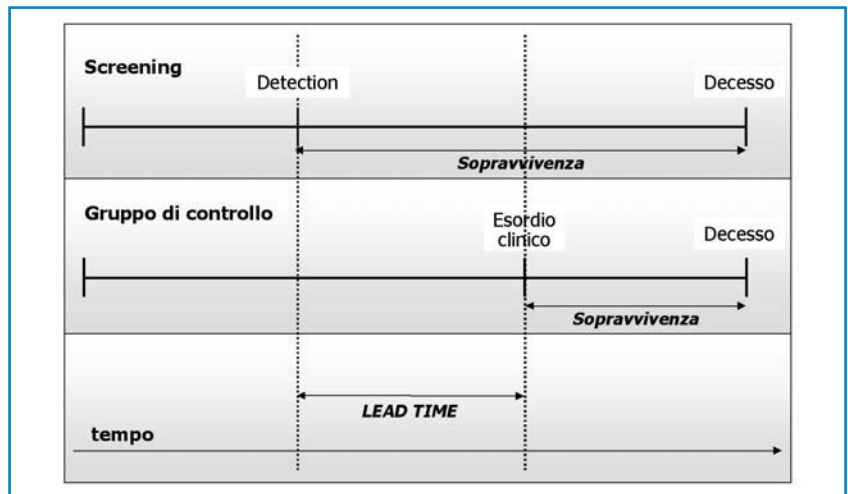 Screening
Detection
Decesso
Sopravvivenza
Gruppo di controllo
Esordio
clinico
Decesso
Sopravvivenza
LEAD TIME
tempo